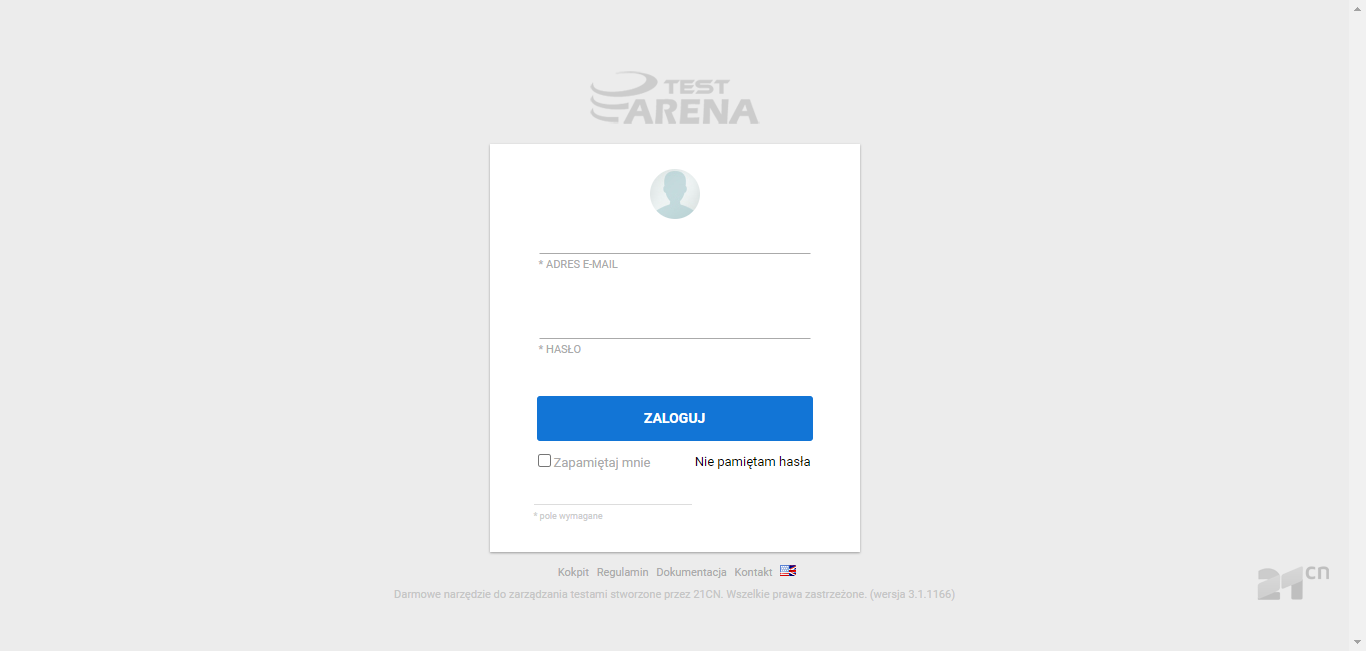 TEST
ARENA
* ADRES E-MAIL
* HASŁO
ZALOGUJ
Zapamiętaj mnie Nie pamiętam hasła
* pole wymagane
Kokpit Regulamin Dokumentacja Kontakt
21CN
Darmowe narzędzie do zarządzania testami stworzone przez 21CN. Wszelkie prawa zastrzeżone. (wersja 3.1.1166)